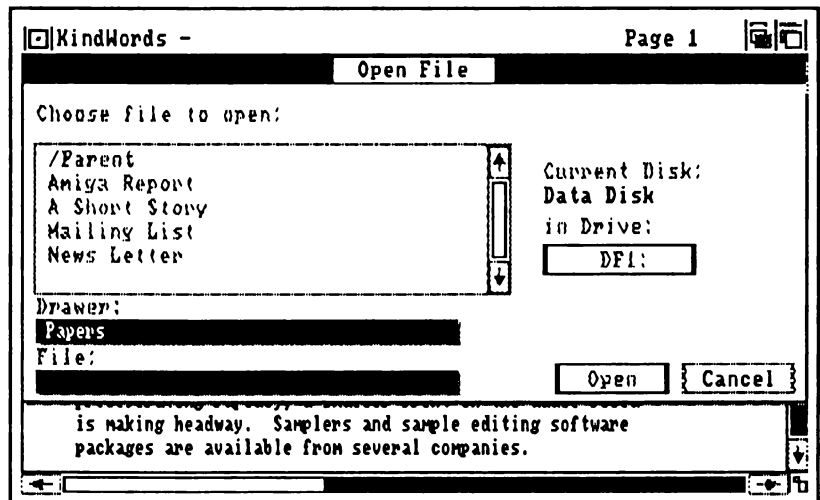 KindWords - Page 1
Open File
Choose file to open:
/Parent
Amiga Report
A Short Story
Mailing List
News Letter
Current Disk:
Data Disk
in Drive:
DF1:
Drawer:
Papers
File:
Open Cancel
is making headway. Samplers and sample editing software
packages are available from several companies.